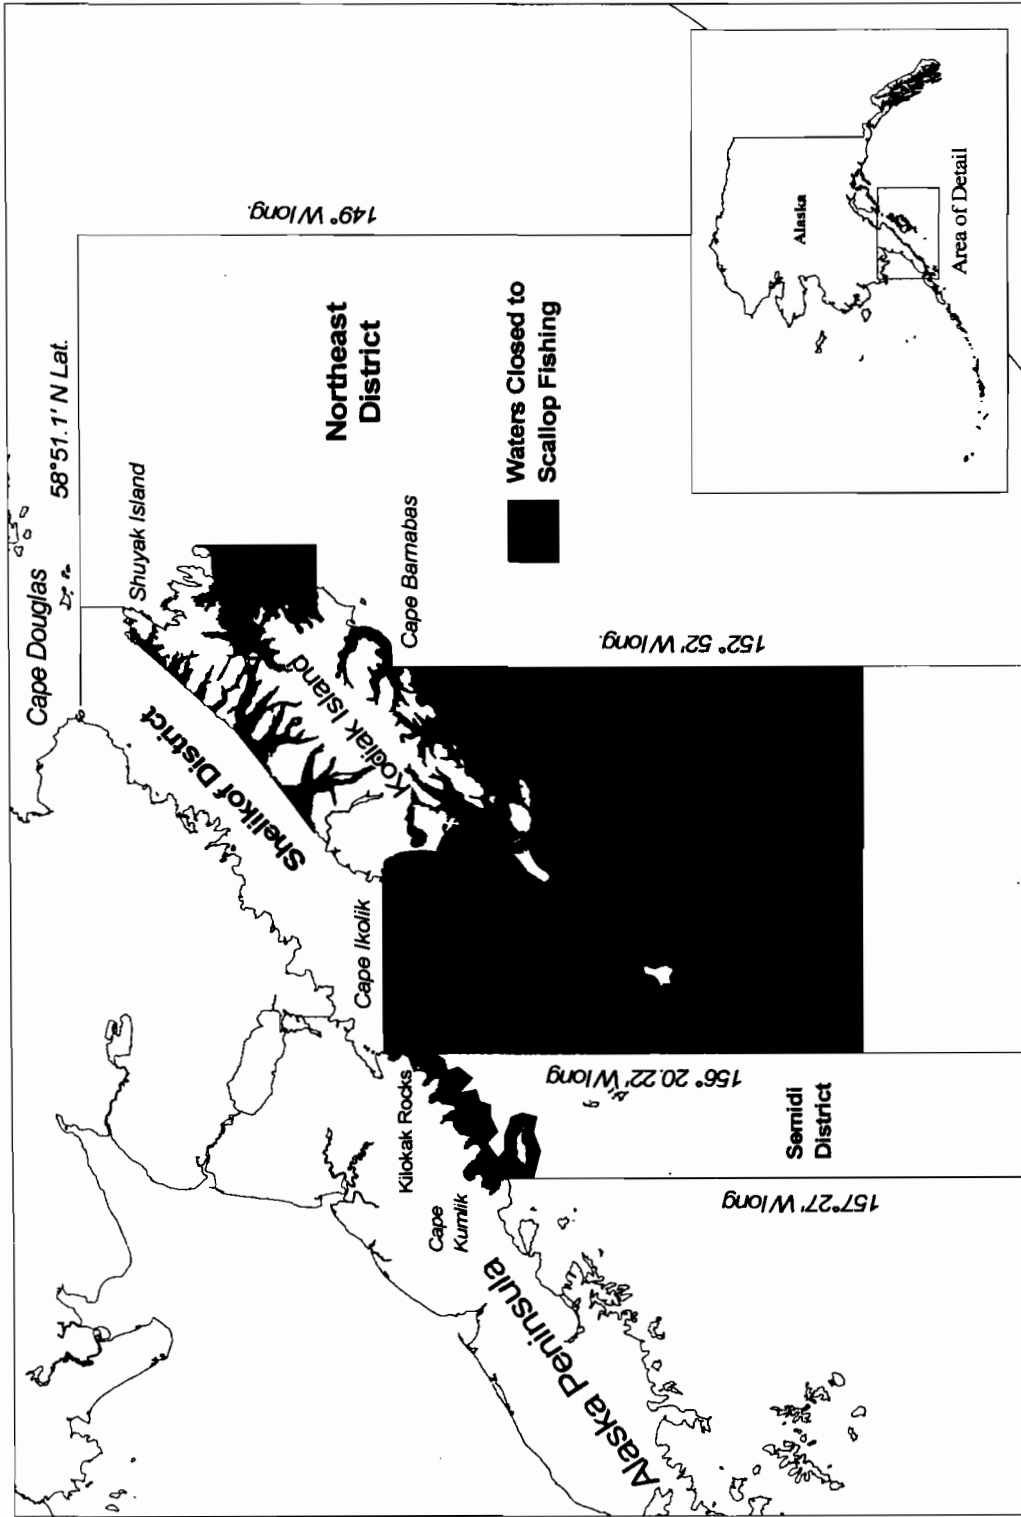 Cape Douglas
58°51.1' N Lat.
Shuyak Island
149° W long.
Northeast
District
Shelikof District
Kodiak Island
Cape Barnabas
Cape Ikolik
Waters Closed to
Scallop Fishing
152° 52' W long.
Kilokak Rocks
156° 20.22' W long
Cape
Kumlik
Semidi
District
157°27' W long
Alaska Peninsula
Alaska
Area of Detail